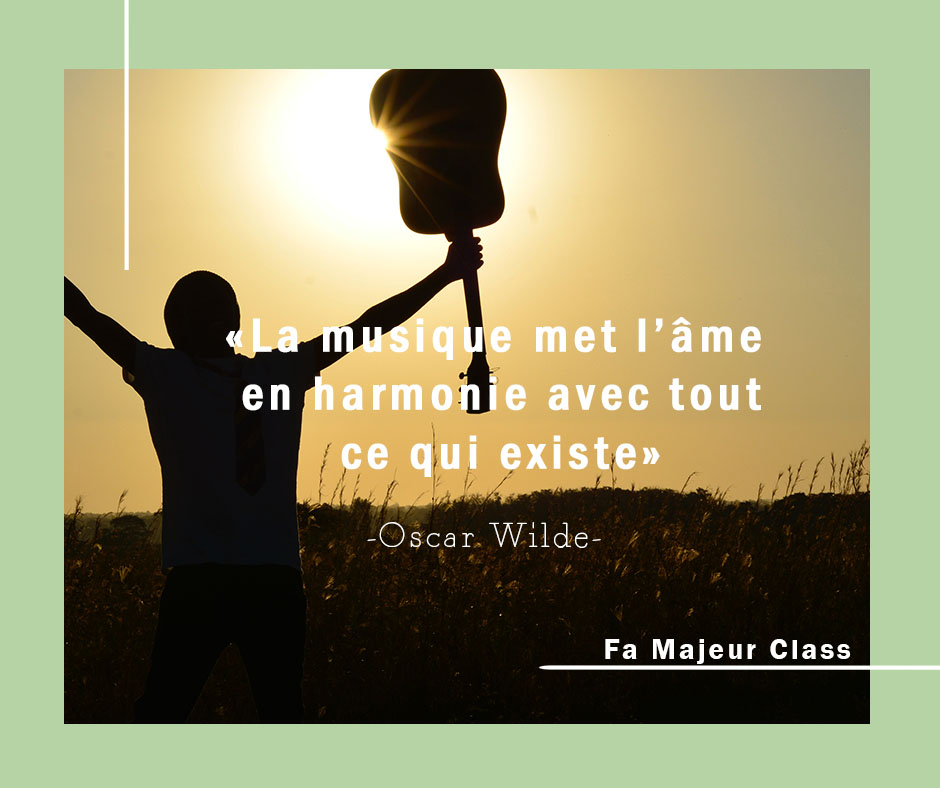 «La musique met l’âme
en harmonie avec tout
ce qui existe»
-Oscar Wilde-
Fa Majeur Class